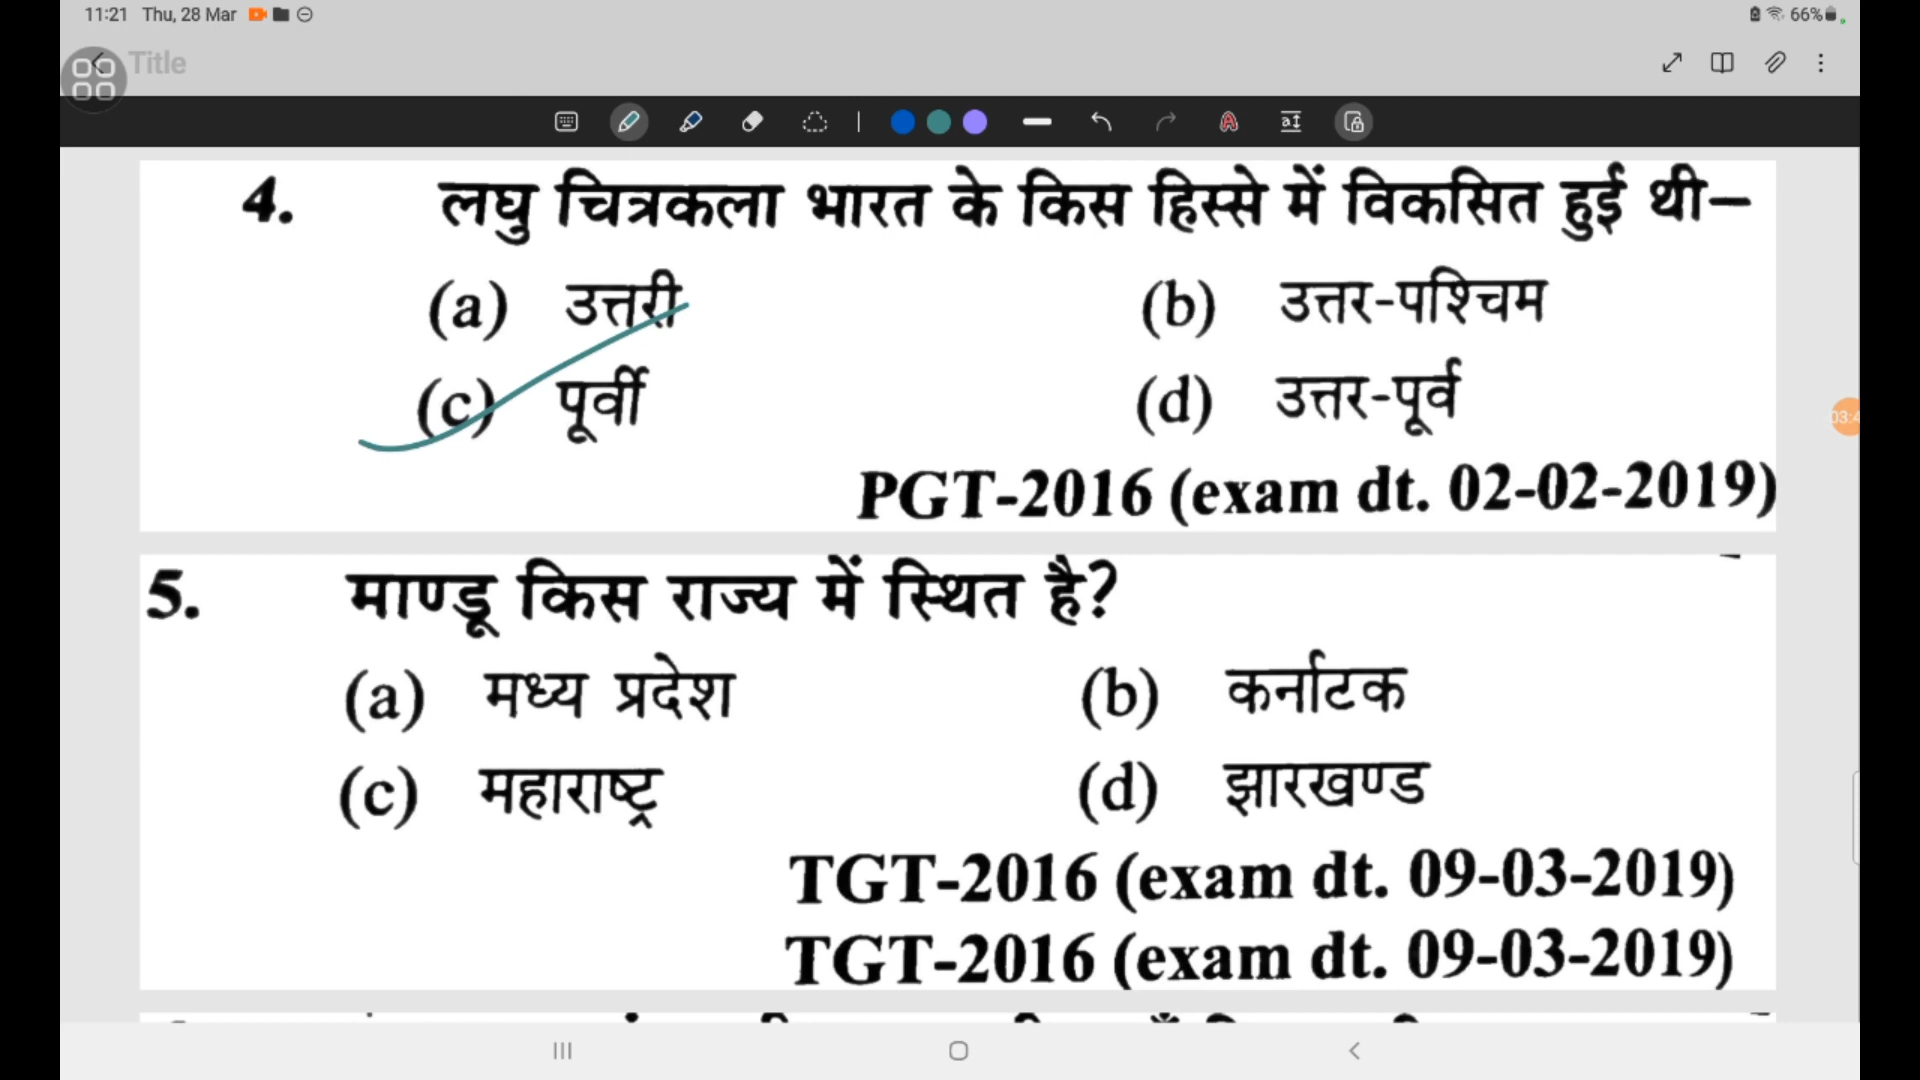 11:21 Thu, 28 Mar
66%
Title
4. लघु चित्रकला भारत के किस हिस्से में विकसित हुई थी–
(a) उत्तरी (b) उत्तर-पश्चिम
(c) पूर्वी (d) उत्तर-पूर्व
PGT-2016 (exam dt. 02-02-2019)
5. माण्डू किस राज्य में स्थित है?
(a) मध्य प्रदेश (b) कर्नाटक
(c) महाराष्ट्र (d) झारखण्ड
TGT-2016 (exam dt. 09-03-2019)
TGT-2016 (exam dt. 09-03-2019)